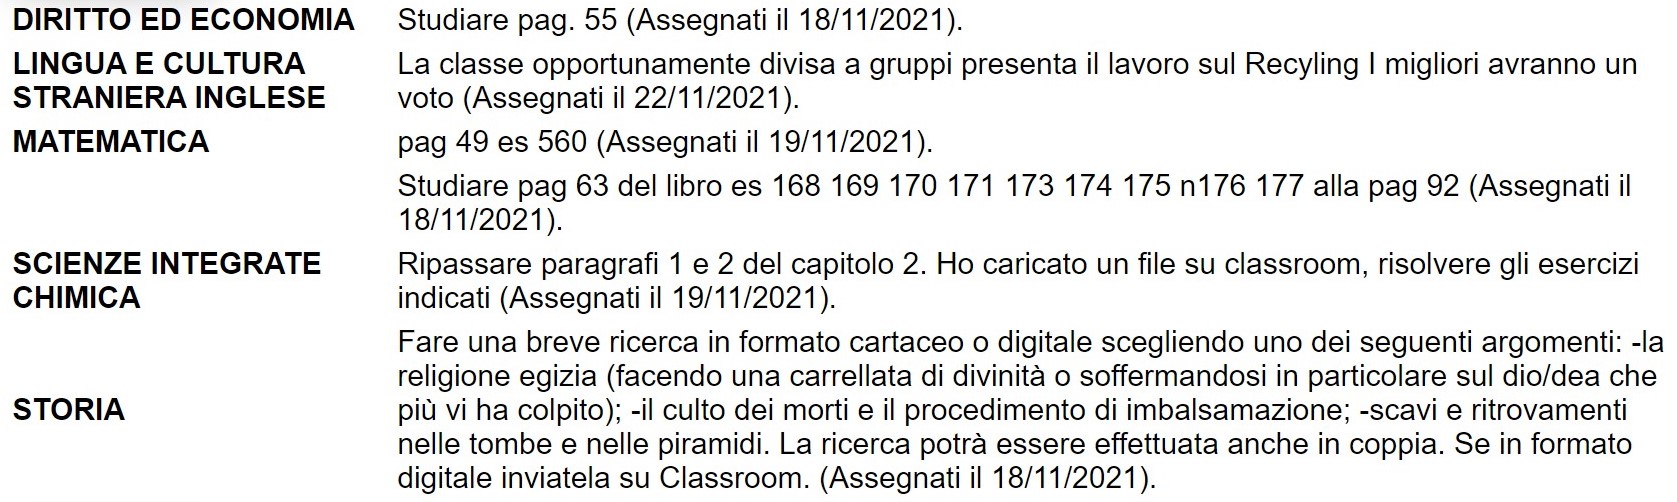 DIRITTO ED ECONOMIA Studiare pag. 55 (Assegnati il 18/11/2021).
LINGUA E CULTURA La classe opportunamente divisa a gruppi presenta il lavoro sul Recyling I migliori avranno un
STRANIERA INGLESE voto (Assegnati il 22/11/2021).
MATEMATICA pag 49 es 560 (Assegnati il 19/11/2021).
Studiare pag 63 del libro es 168 169 170 171 173 174 175 n176 177 alla pag 92 (Assegnati il
18/11/2021).
SCIENZE INTEGRATE Ripassare paragrafi 1 e 2 del capitolo 2. Ho caricato un file su classroom, risolvere gli esercizi
CHIMICA indicati (Assegnati il 19/11/2021).
Fare una breve ricerca in formato cartaceo o digitale scegliendo uno dei seguenti argomenti: -la
religione egizia (facendo una carrellata di divinità o soffermandosi in particolare sul dio/dea che
STORIA più vi ha colpito); -il culto dei morti e il procedimento di imbalsamazione; -scavi e ritrovamenti
nelle tombe e nelle piramidi. La ricerca potrà essere effettuata anche in coppia. Se in formato
digitale inviatela su Classroom. (Assegnati il 18/11/2021).